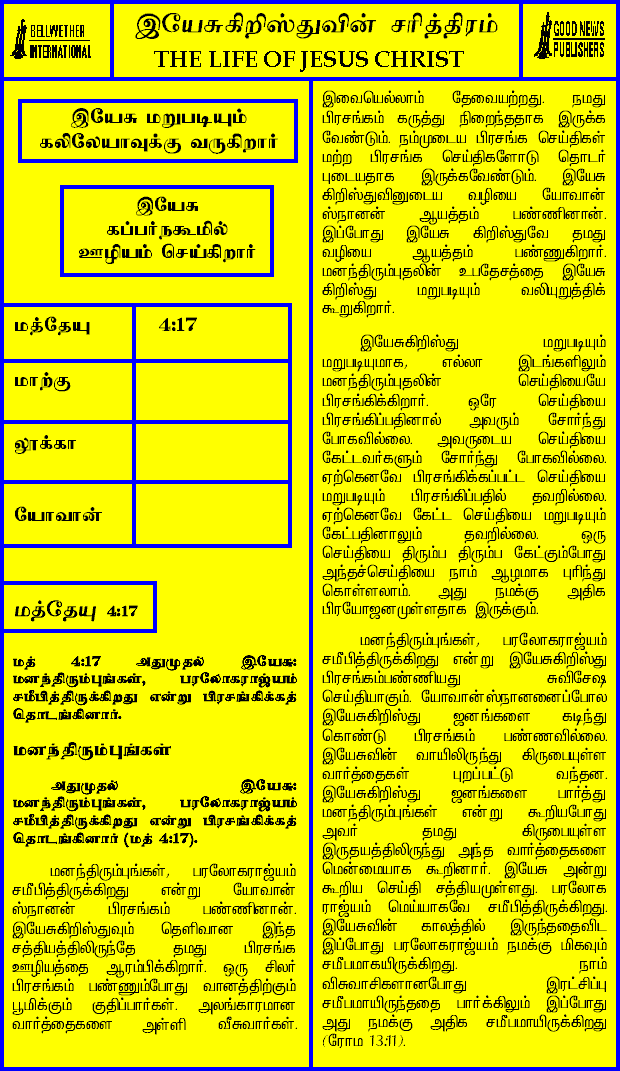 BELLWETHER
INTERNATIONAL
இயேசுகிறிஸ்துவின் சரித்திரம்
THE LIFE OF JESUS CHRIST
GOOD NEWS
PUBLISHERS
இயேசு மறுபடியும்
கலிலேயாவுக்கு வருகிறார்
இயேசு
கப்பர்நகூமில்
ஊழியம் செய்கிறார்
மத்தேயு 4:17
மாற்கு
லூக்கா
யோவான்
மத்தேயு 4:17
மத் 4:17 அதுமுதல் இயேசு:
மனந்திரும்புங்கள், பரலோகராஜ்யம்
சமீபித்திருக்கிறது என்று பிரசங்கிக்கத்
தொடங்கினார்.
மனந்திரும்புங்கள்
அதுமுதல் இயேசு:
மனந்திரும்புங்கள், பரலோகராஜ்யம்
சமீபித்திருக்கிறது என்று பிரசங்கிக்கத்
தொடங்கினார் (மத் 4:17).
மனந்திரும்புங்கள், பரலோகராஜ்யம்
சமீபித்திருக்கிறது என்று யோவான்
ஸ்நானன் பிரசங்கம் பண்ணினான்.
இயேசுகிறிஸ்துவும் தெளிவான இந்த
சத்தியத்திலிருந்தே தமது பிரசங்க
ஊழியத்தை ஆரம்பிக்கிறார். ஒரு சிலர்
பிரசங்கம் பண்ணும்போது வானத்திற்கும்
பூமிக்கும் குதிப்பார்கள். அலங்காரமான
வார்த்தைகளை அள்ளி வீசுவார்கள்.
இவையெல்லாம் தேவையற்றது. நமது
பிரசங்கம் கருத்து நிறைந்ததாக இருக்க
வேண்டும். நம்முடைய பிரசங்க செய்திகள்
மற்ற பிரசங்க செய்திகளோடு தொடர்
புடையதாக இருக்கவேண்டும். இயேசு
கிறிஸ்துவினுடைய வழியை யோவான்
ஸ்நானன் ஆயத்தம் பண்ணினான்.
இப்போது இயேசு கிறிஸ்துவே தமது
வழியை ஆயத்தம் பண்ணுகிறார்.
மனந்திரும்புதலின் உபதேசத்தை இயேசு
கிறிஸ்து மறுபடியும் வலியுறுத்திக்
கூறுகிறார்.
இயேசுகிறிஸ்து மறுபடியும்
மறுபடியுமாக, எல்லா இடங்களிலும்
மனந்திரும்புதலின் செய்தியையே
பிரசங்கிக்கிறார். ஒரே செய்தியை
பிரசங்கிப்பதினால் அவரும் சோர்ந்து
போகவில்லை. அவருடைய செய்தியை
கேட்டவர்களும் சோர்ந்து போகவில்லை.
ஏற்கெனவே பிரசங்கிக்கப்பட்ட செய்தியை
மறுபடியும் பிரசங்கிப்பதில் தவறில்லை.
ஏற்கெனவே கேட்ட செய்தியை மறுபடியும்
கேட்பதினாலும் தவறில்லை. ஒரு
செய்தியை திரும்ப திரும்ப கேட்கும்போது
அந்தச்செய்தியை நாம் ஆழமாக புரிந்து
கொள்ளலாம். அது நமக்கு அதிக
பிரயோஜனமுள்ளதாக இருக்கும்.
மனந்திரும்புங்கள், பரலோகராஜ்யம்
சமீபித்திருக்கிறது என்று இயேசுகிறிஸ்து
பிரசங்கம்பண்ணியது சுவிசேஷ
செய்தியாகும். யோவான்ஸ்நானனைப்போல
இயேசுகிறிஸ்து ஜனங்களை கடிந்து
கொண்டு பிரசங்கம் பண்ணவில்லை.
இயேசுவின் வாயிலிருந்து கிருபையுள்ள
வார்த்தைகள் புறப்பட்டு வந்தன.
இயேசுகிறிஸ்து ஜனங்களை பார்த்து
மனந்திரும்புங்கள் என்று கூறியபோது
அவர் தமது கிருபையுள்ள
இருதயத்திலிருந்து அந்த வார்த்தைகளை
மென்மையாக கூறினார். இயேசு அன்று
கூறிய செய்தி சத்தியமுள்ளது. பரலோக
ராஜ்யம் மெய்யாகவே சமீபித்திருக்கிறது.
இயேசுவின் காலத்தில் இருந்ததைவிட
இப்போது பரலோகராஜ்யம் நமக்கு மிகவும்
சமீபமாகயிருக்கிறது. நாம்
விசுவாசிகளானபோது இரட்சிப்பு
சமீபமாயிருந்ததை பார்க்கிலும் இப்போது
அது நமக்கு அதிக சமீபமாயிருக்கிறது
(ரோம 13:11).